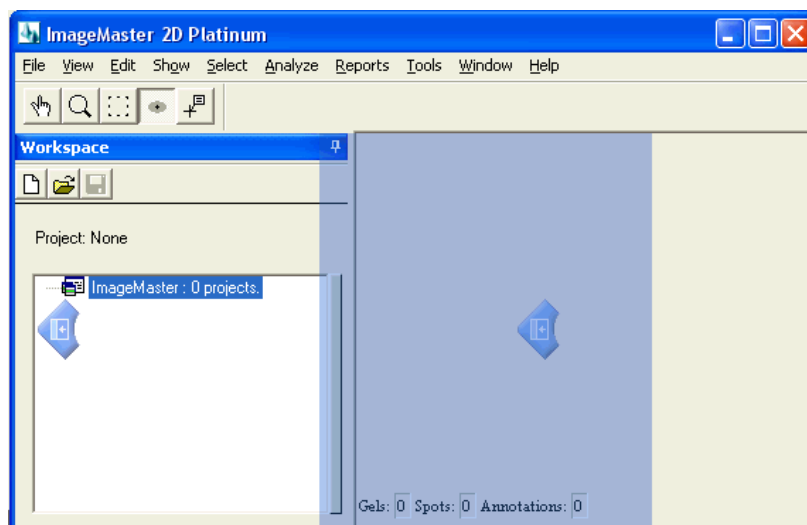 ImageMaster 2D Platinum
File View Edit Show Select Analyze Reports Tools Window Help
Workspace
Project: None
ImageMaster : 0 projects.
Gels: 0 Spots: 0 Annotations: 0